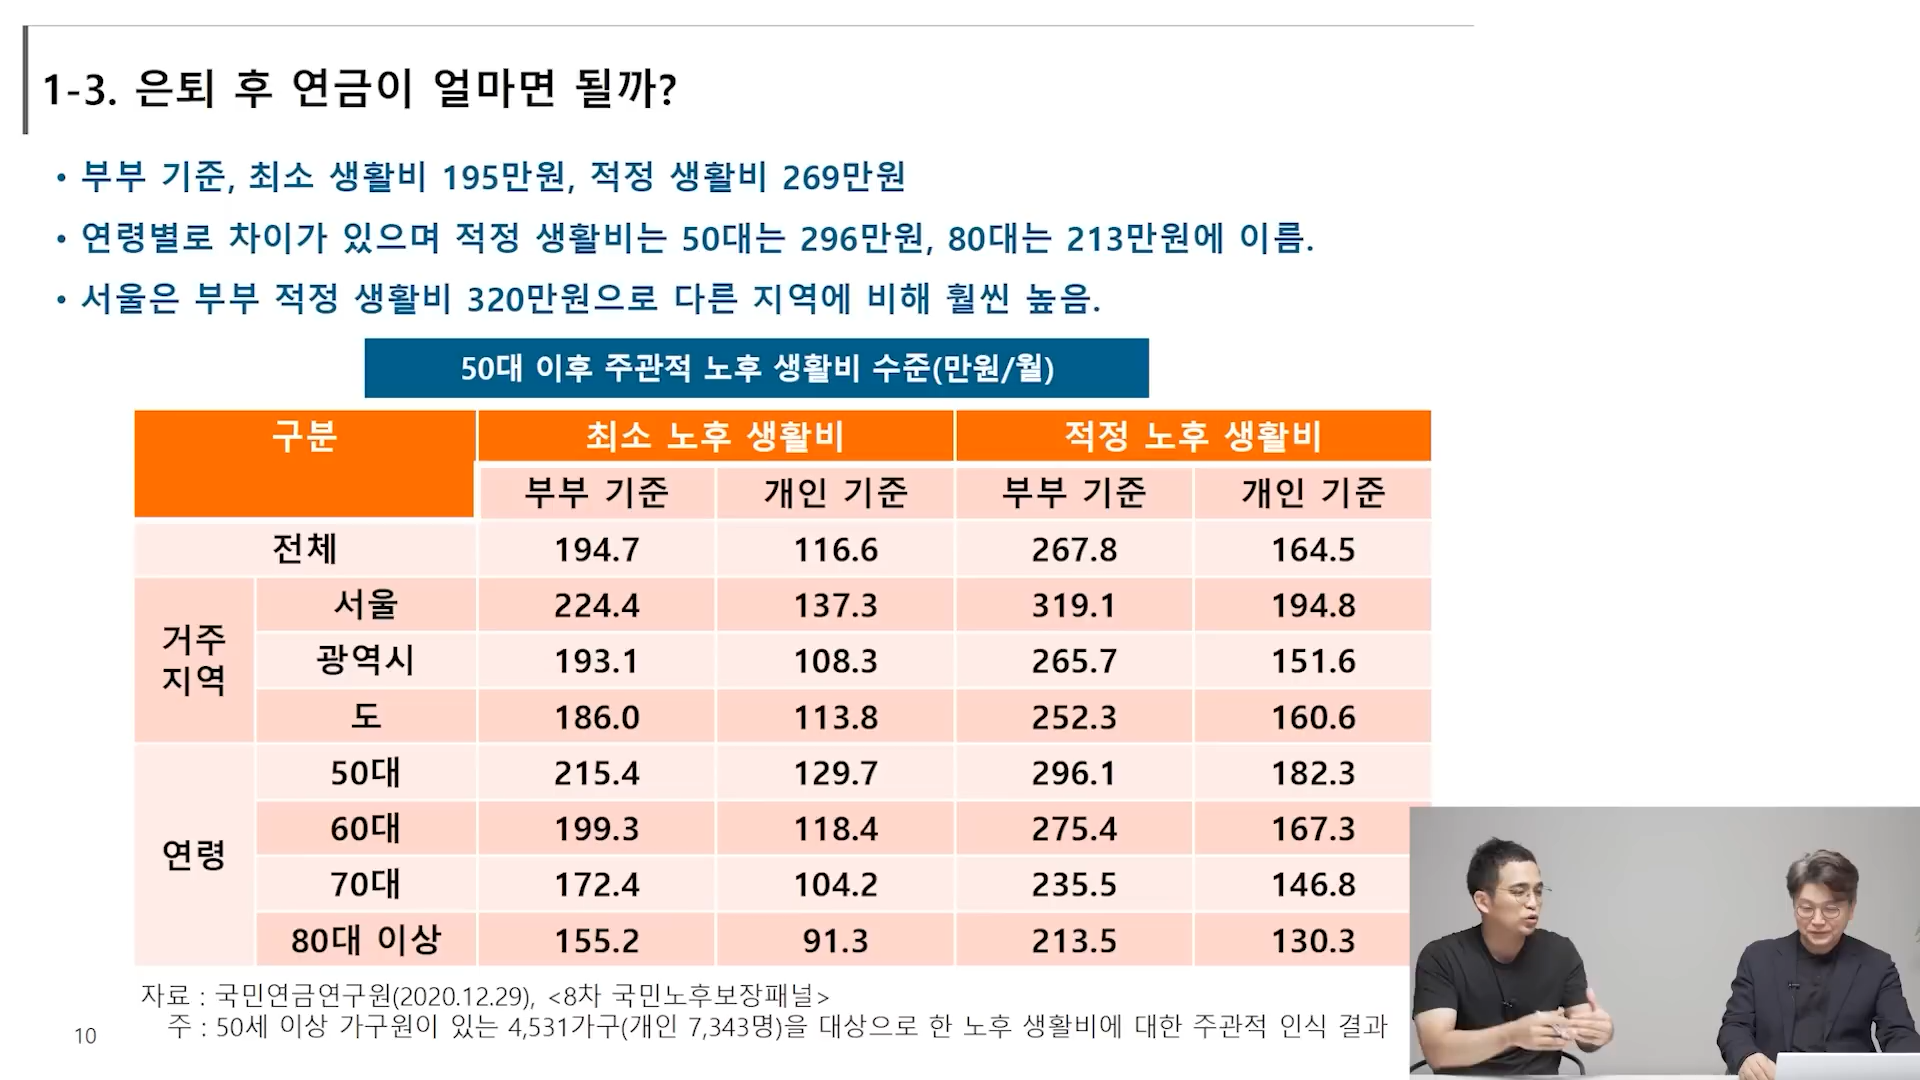 1-3. 은퇴 후 연금이 얼마면 될까?
• 부부 기준, 최소 생활비 195만원, 적정 생활비 269만원
• 연령별로 차이가 있으며 적정 생활비는 50대는 296만원, 80대는 213만원에 이름.
• 서울은 부부 적정 생활비 320만원으로 다른 지역에 비해 훨씬 높음.
50대 이후 주관적 노후 생활비 수준(만원/월)
구분 최소 노후 생활비 적정 노후 생활비
부부 기준 개인 기준 부부 기준 개인 기준
전체 194.7 116.6 267.8 164.5
거주
지역
서울 224.4 137.3 319.1 194.8
광역시 193.1 108.3 265.7 151.6
도 186.0 113.8 252.3 160.6
연령
50대 215.4 129.7 296.1 182.3
60대 199.3 118.4 275.4 167.3
70대 172.4 104.2 235.5 146.8
80대 이상 155.2 91.3 213.5 130.3
자료 : 국민연금연구원(2020.12.29), <8차 국민노후보장패널>
주 : 50세 이상 가구원이 있는 4,531가구(개인 7,343명)을 대상으로 한 노후 생활비에 대한 주관적 인식 결과
10